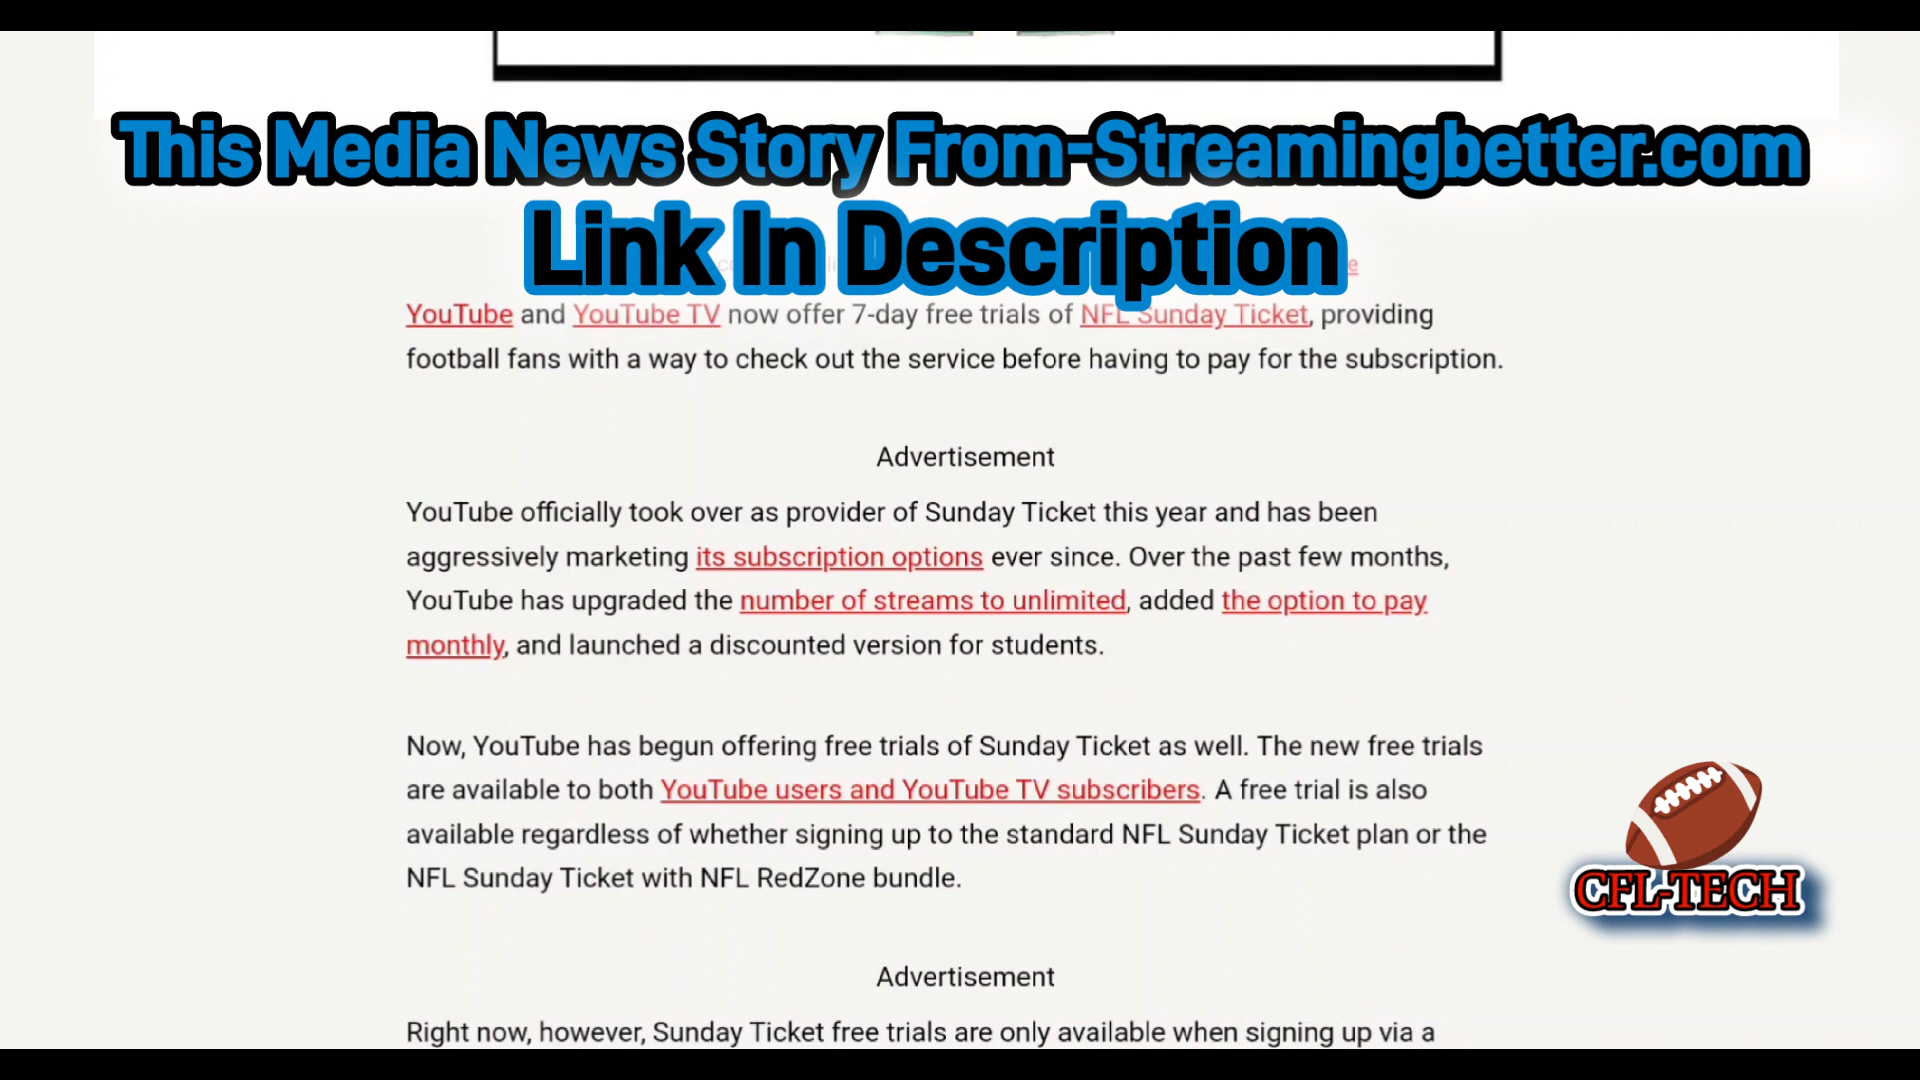 This Media News Story From-Streamingbetter.com
Link In Description
YouTube and YouTube TV now offer 7-day free trials of NFL Sunday Ticket, providing
football fans with a way to check out the service before having to pay for the subscription.
Advertisement
YouTube officially took over as provider of Sunday Ticket this year and has been
aggressively marketing its subscription options ever since. Over the past few months,
YouTube has upgraded the number of streams to unlimited, added the option to pay
monthly, and launched a discounted version for students.
Now, YouTube has begun offering free trials of Sunday Ticket as well. The new free trials
are available to both YouTube users and YouTube TV subscribers. A free trial is also
available regardless of whether signing up to the standard NFL Sunday Ticket plan or the
NFL Sunday Ticket with NFL RedZone bundle.
CFL-TECH
Advertisement
Right now, however, Sunday Ticket free trials are only available when signing up via a